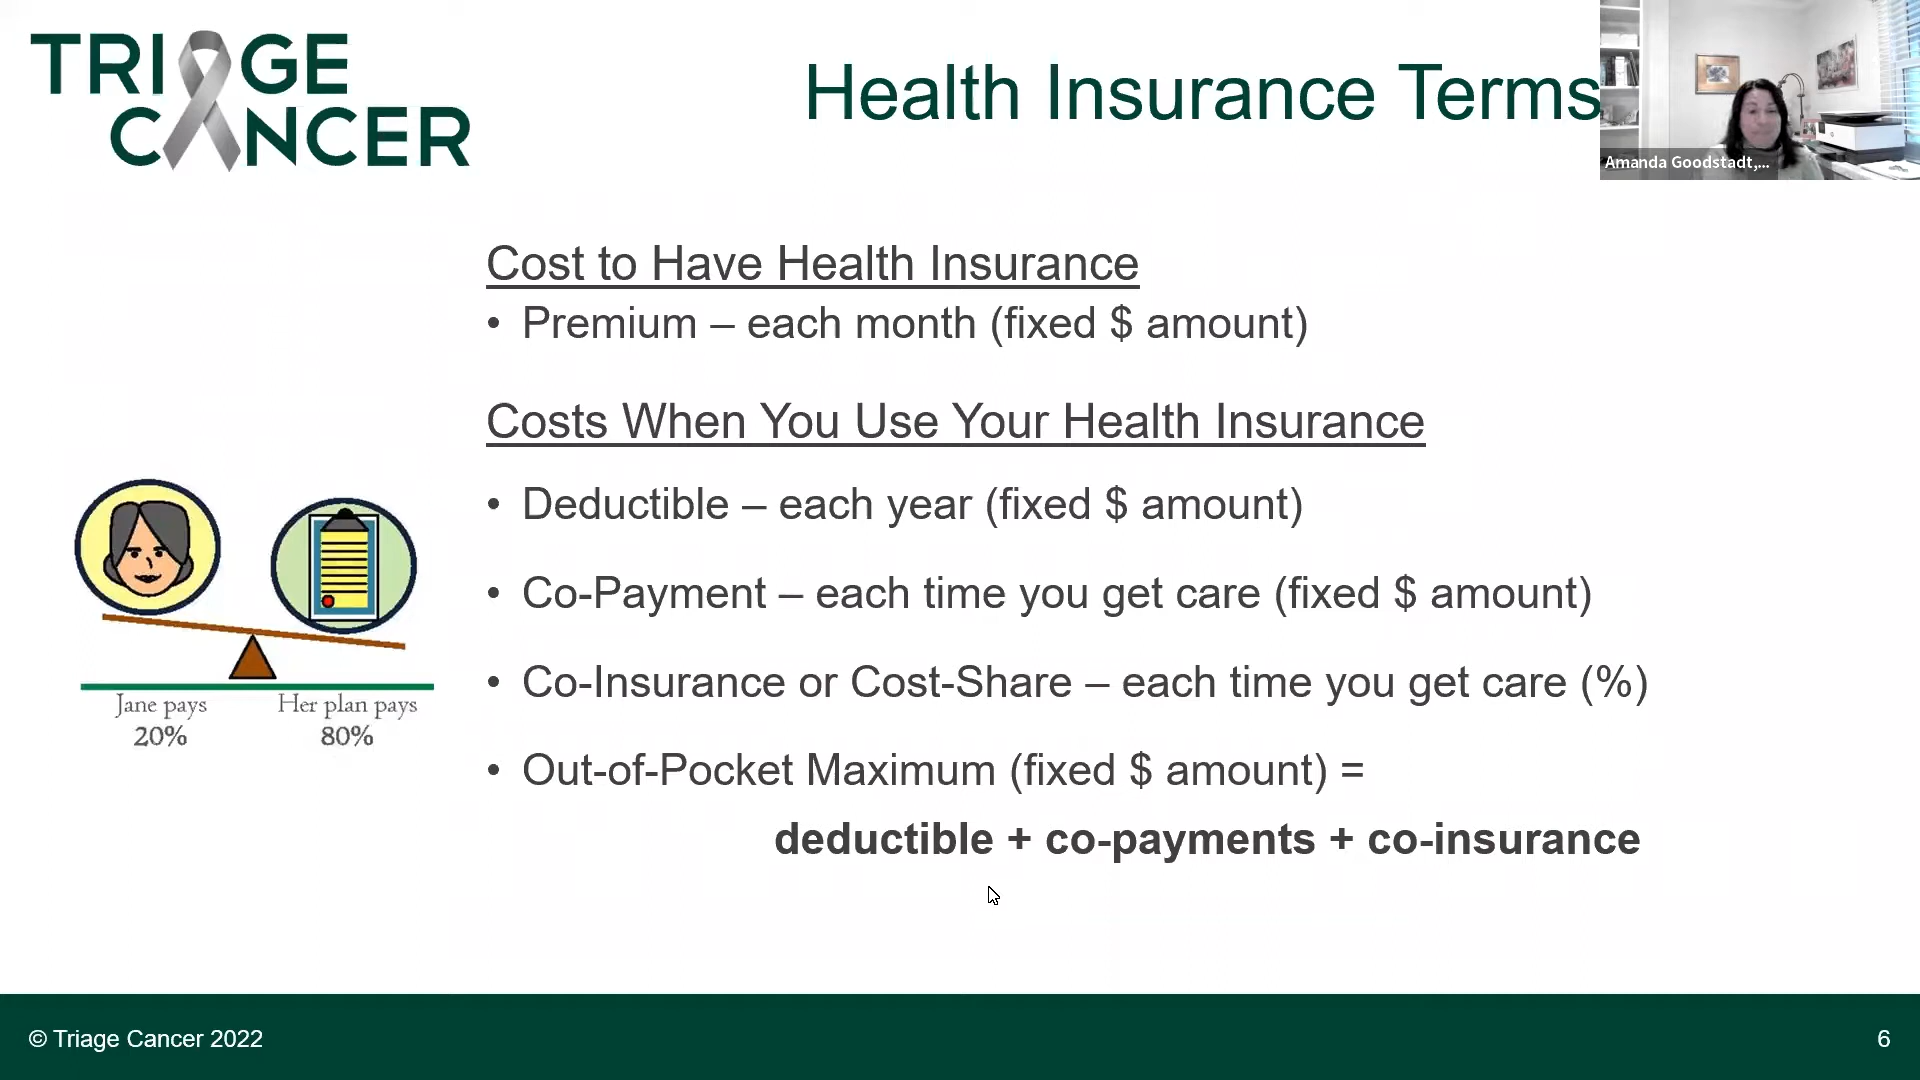 TRIAGE
CANCER
Health Insurance Terms
Amanda Goodstadt,...
Cost to Have Health Insurance
• Premium – each month (fixed $ amount)
Costs When You Use Your Health Insurance
• Deductible – each year (fixed $ amount)
• Co-Payment – each time you get care (fixed $ amount)
• Co-Insurance or Cost-Share – each time you get care (%)
• Out-of-Pocket Maximum (fixed $ amount) =
deductible + co-payments + co-insurance
Jane pays
20%
Her plan pays
80%
© Triage Cancer 2022
6